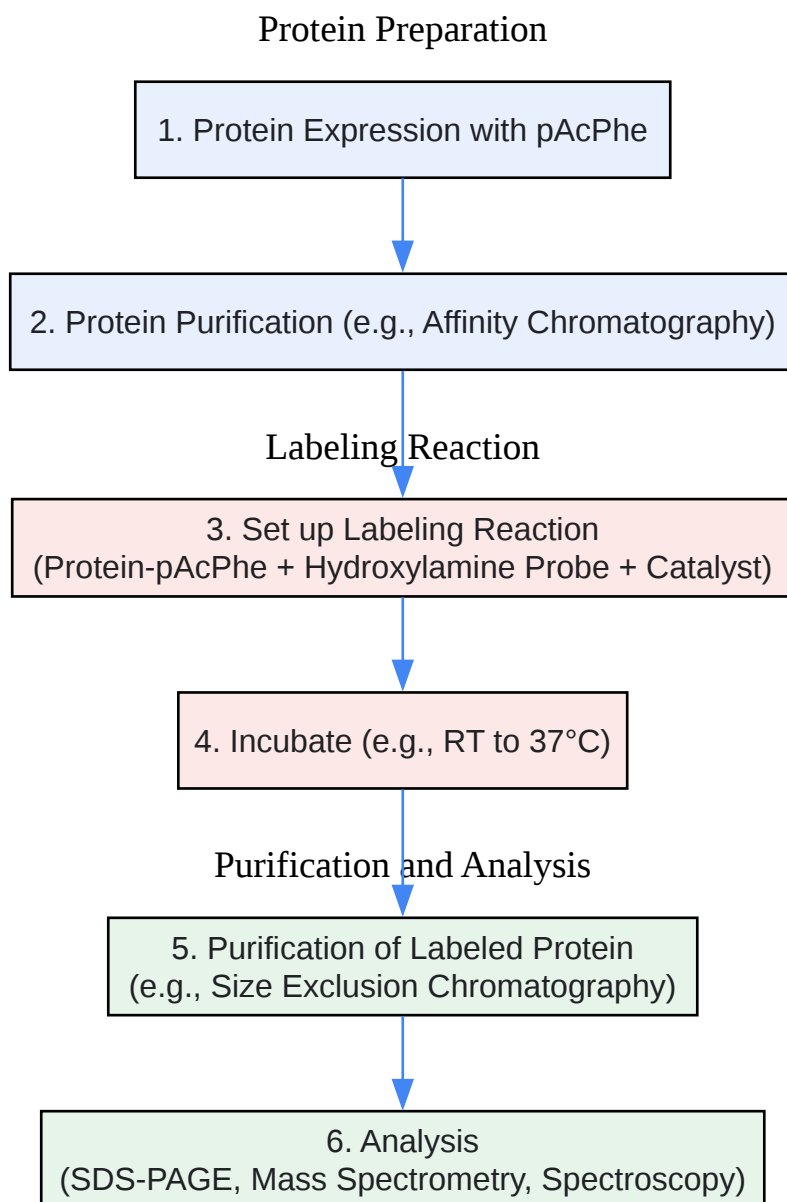 Protein Preparation
1. Protein Expression with pAcPhe
2. Protein Purification (e.g., Affinity Chromatography)
Labeling Reaction
3. Set up Labeling Reaction
(Protein-pAcPhe + Hydroxylamine Probe + Catalyst)
4. Incubate (e.g., RT to 37°C)
Purification and Analysis
5. Purification of Labeled Protein
(e.g., Size Exclusion Chromatography)
6. Analysis
(SDS-PAGE, Mass Spectrometry, Spectroscopy)